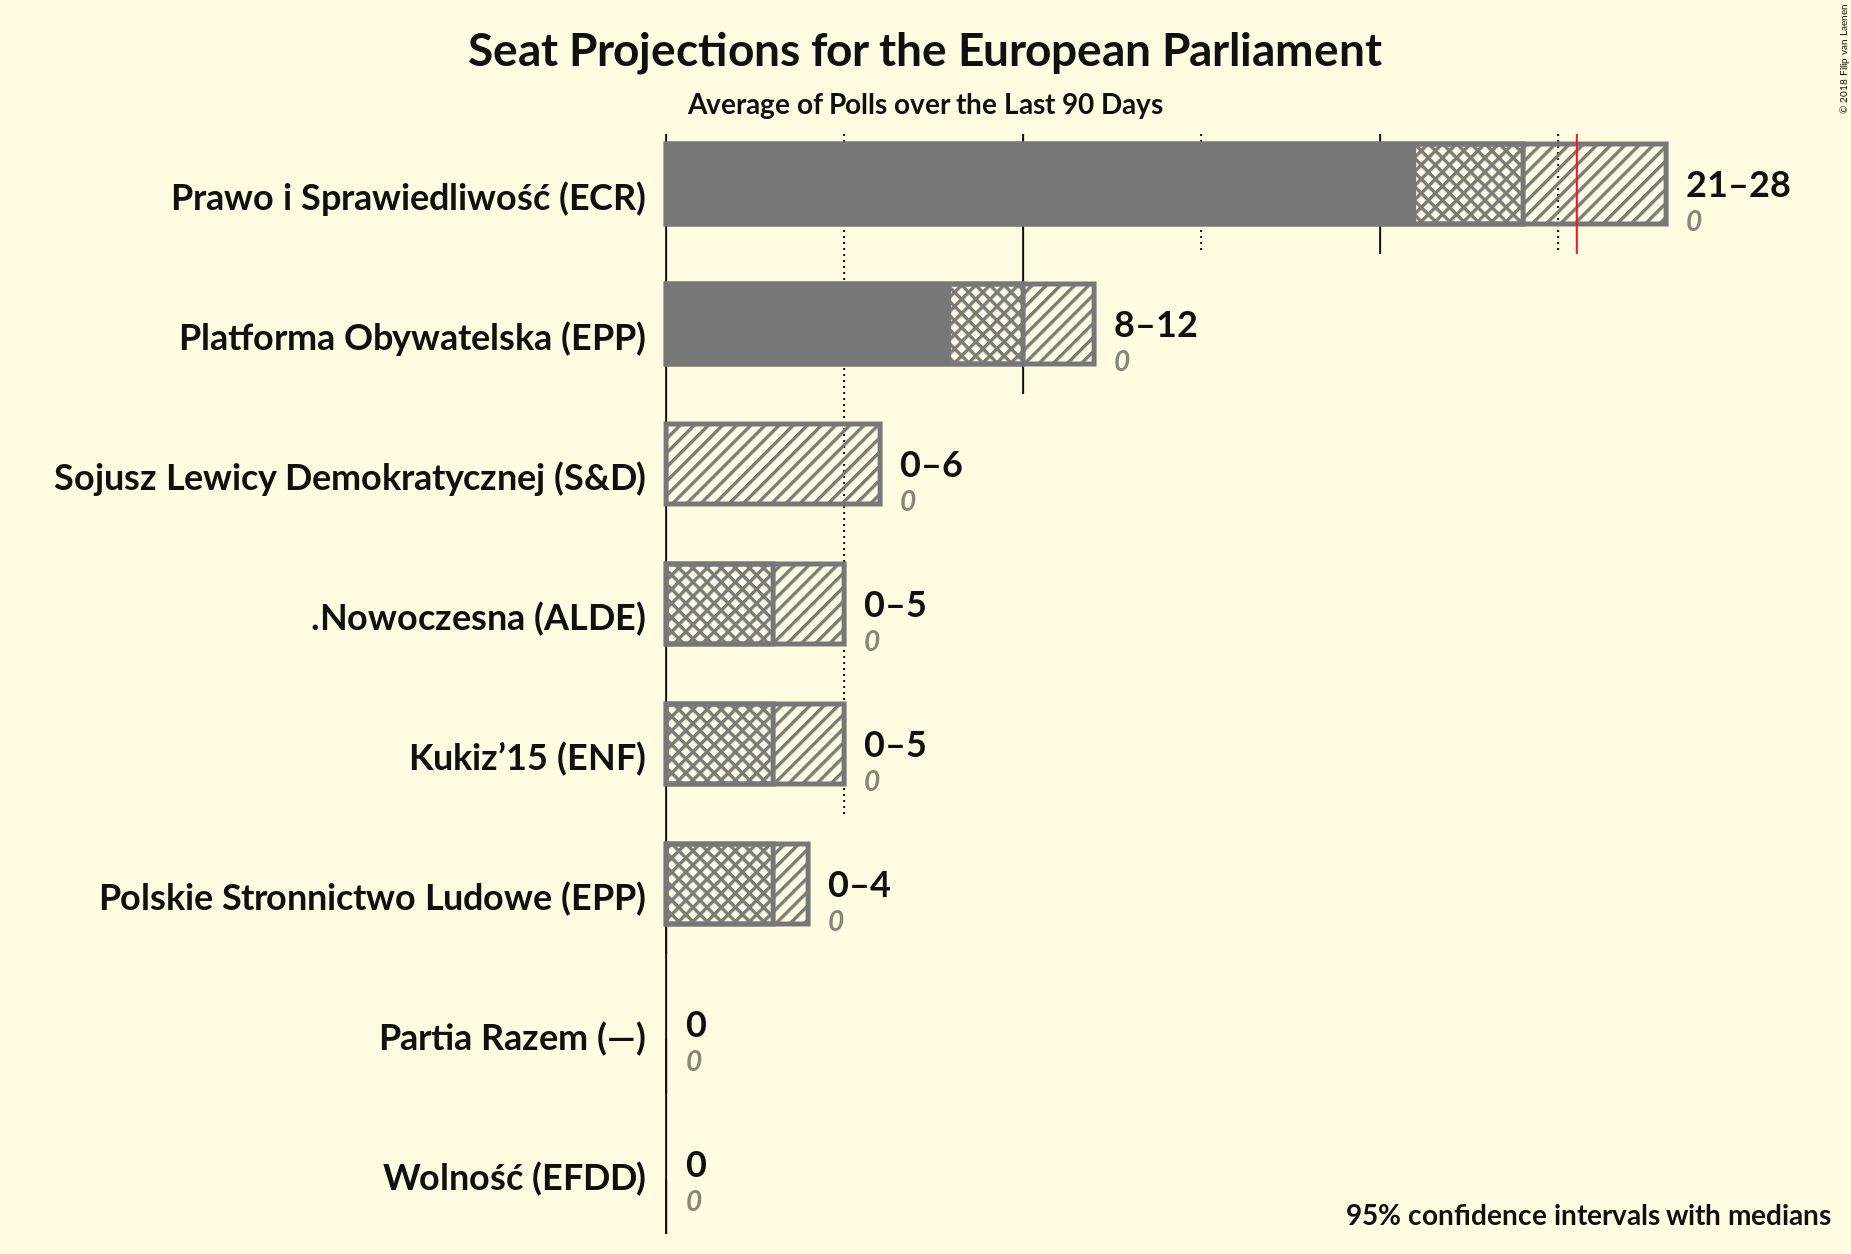 Seat Projections for the European Parliament
Average of Polls over the Last 90 Days
Prawo i Sprawiedliwość (ECR)
21–28
0
Platforma Obywatelska (EPP)
8–12
0
Sojusz Lewicy Demokratycznej (S&D)
0–6
0
.Nowoczesna (ALDE)
0–5
0
Kukiz’15 (ENF)
0–5
0
Polskie Stronnictwo Ludowe (EPP)
0–4
0
Partia Razem (—)
0
0
Wolność (EFDD)
0
0
95% confidence intervals with medians
© 2018 Filip van Laenen